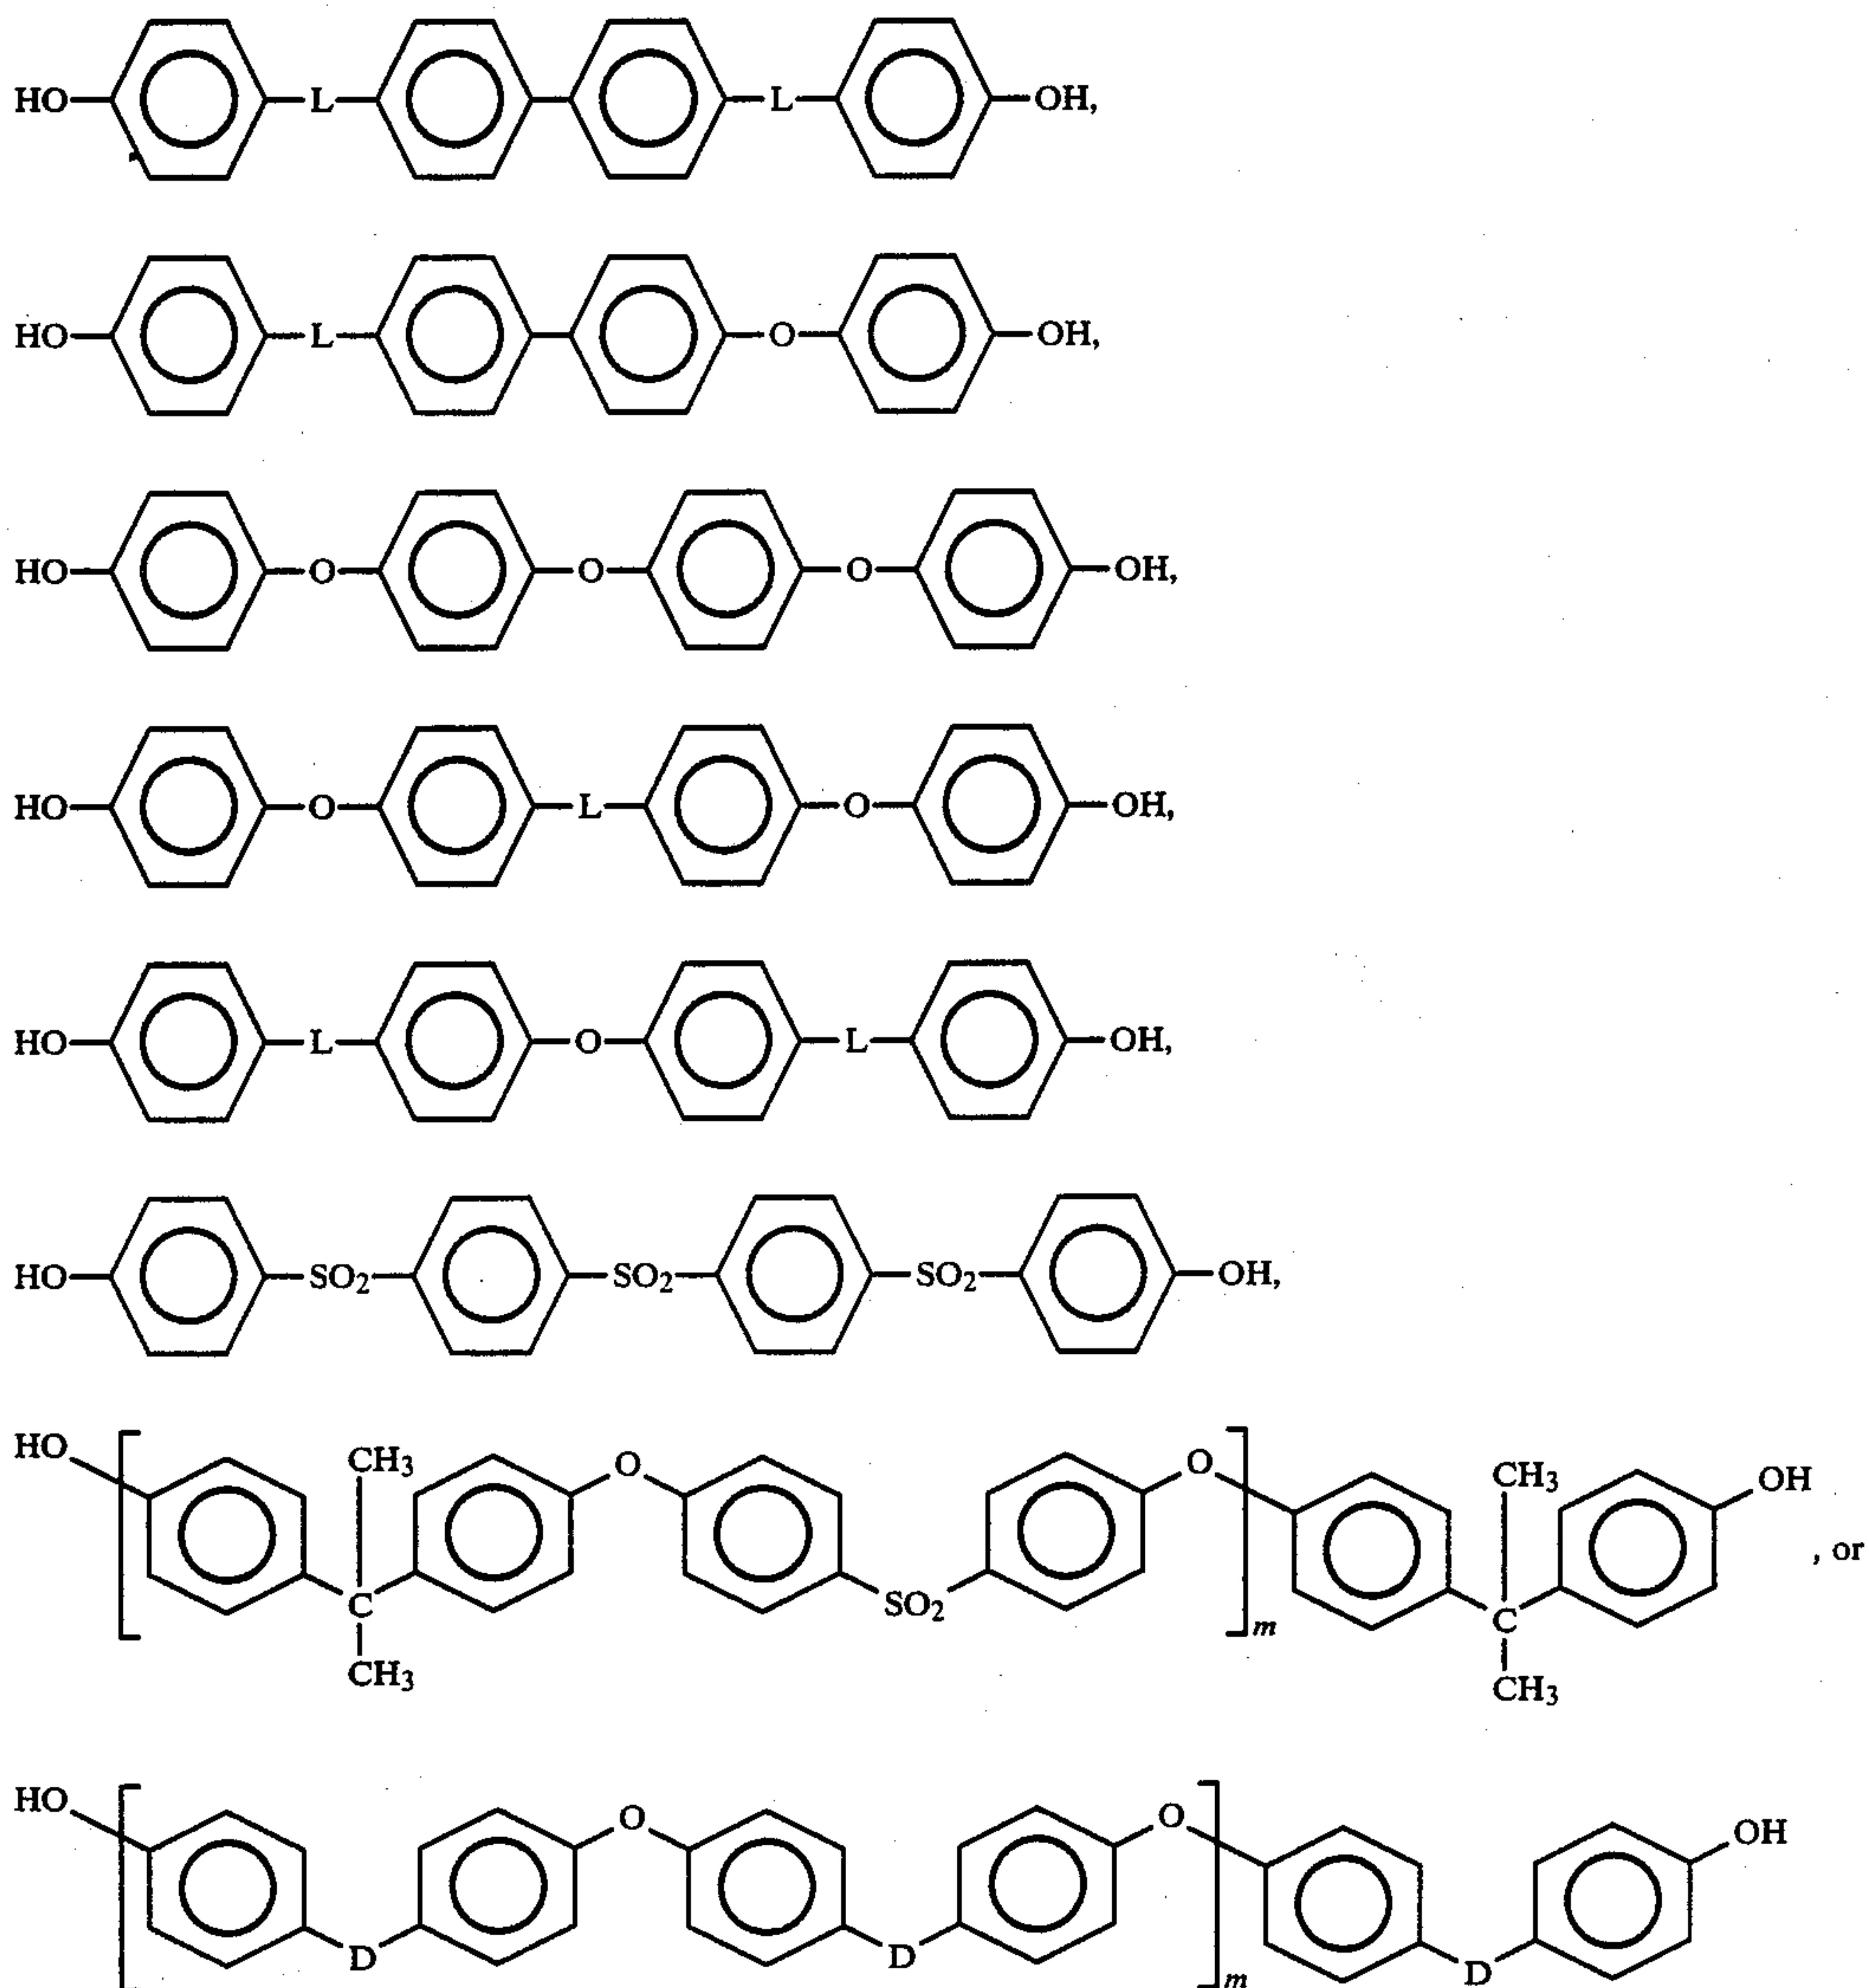 HO L L OH,
HO L O OH,
HO O O O OH,
HO O L O OH,
HO L O L OH,
HO SO2 SO2 SO2 OH,
HO CH3 O O CH3 OH
, or
C SO2 m C
CH3 CH3
HO O O OH
D D m D